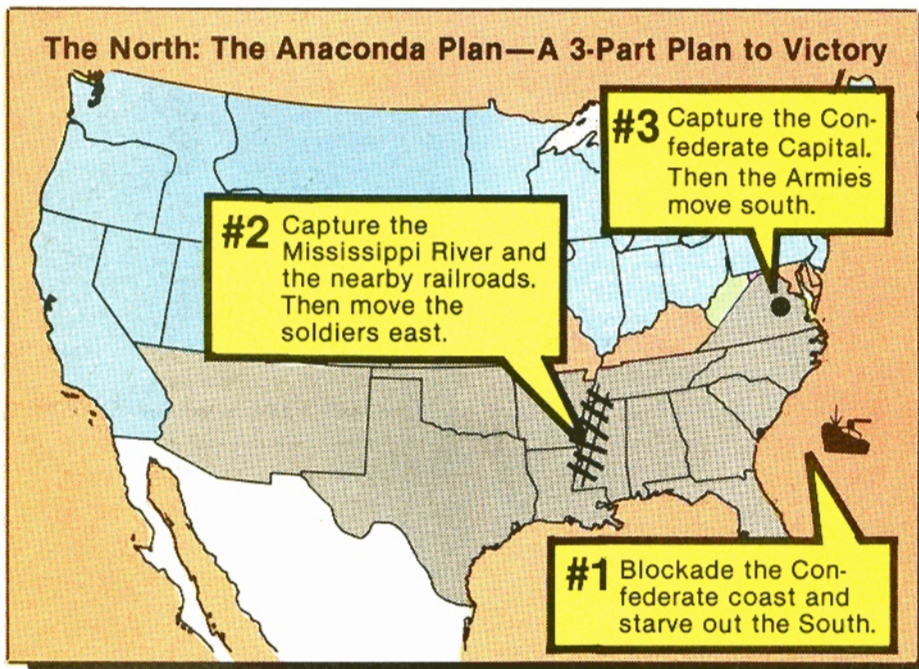 The North: The Anaconda Plan—A 3-Part Plan to Victory
#3 Capture the Con-
federate Capital.
Then the Armies
move south.
#2 Capture the
Mississippi River and
the nearby railroads.
Then move the
soldiers east.
#1 Blockade the Con-
federate coast and
starve out the South.